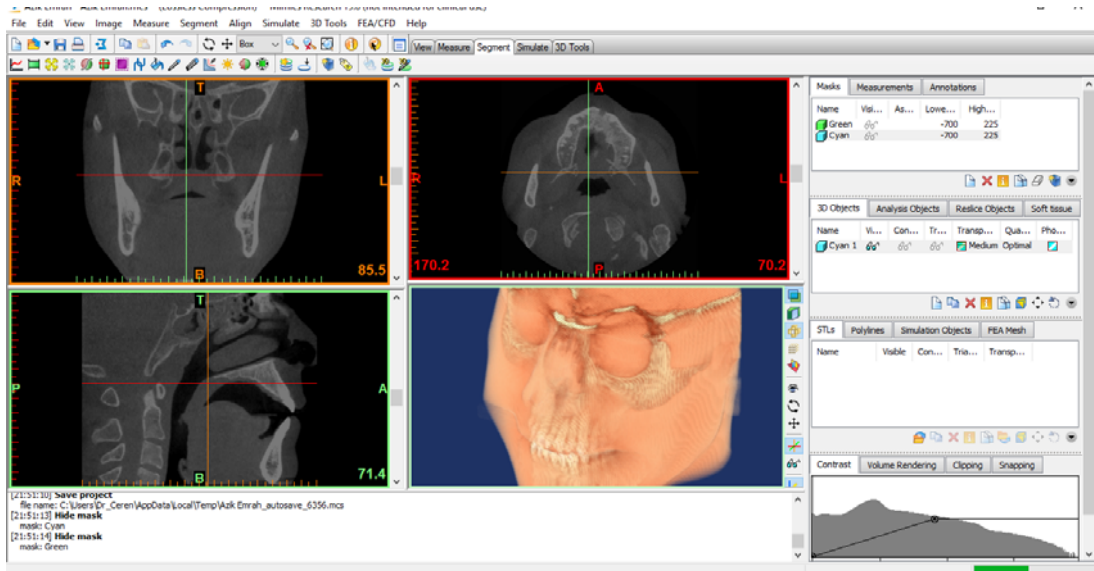 File Edit View Image Measure Segment Align Simulate 3D Tools FEA/CFD Help
Box View Measure Segment Simulate 3D Tools
T
R L
B
85.5
A
R L
P
170.2 70.2
T
P A
B
71.4
Masks Measurements Annotations
Name Visi... As... Lowe... High...
Green -700 225
Cyan -700 225
3D Objects Analysis Objects Reslice Objects Soft tissue
Name Vi... Con... Tr... Transp... Qua... Pho...
Cyan 1 Medium Optimal
STLs Polylines Simulation Objects FEA Mesh
Name Visible Con... Tria... Transp...
Contrast Volume Rendering Clipping Snapping
[21:51:10] Save project
file name: C:\Users\Dr_Ceren\AppData\Local\Temp\Azik Emrah_autosave_6356.mcs
[21:51:13] Hide mask
mask: Cyan
[21:51:14] Hide mask
mask: Green